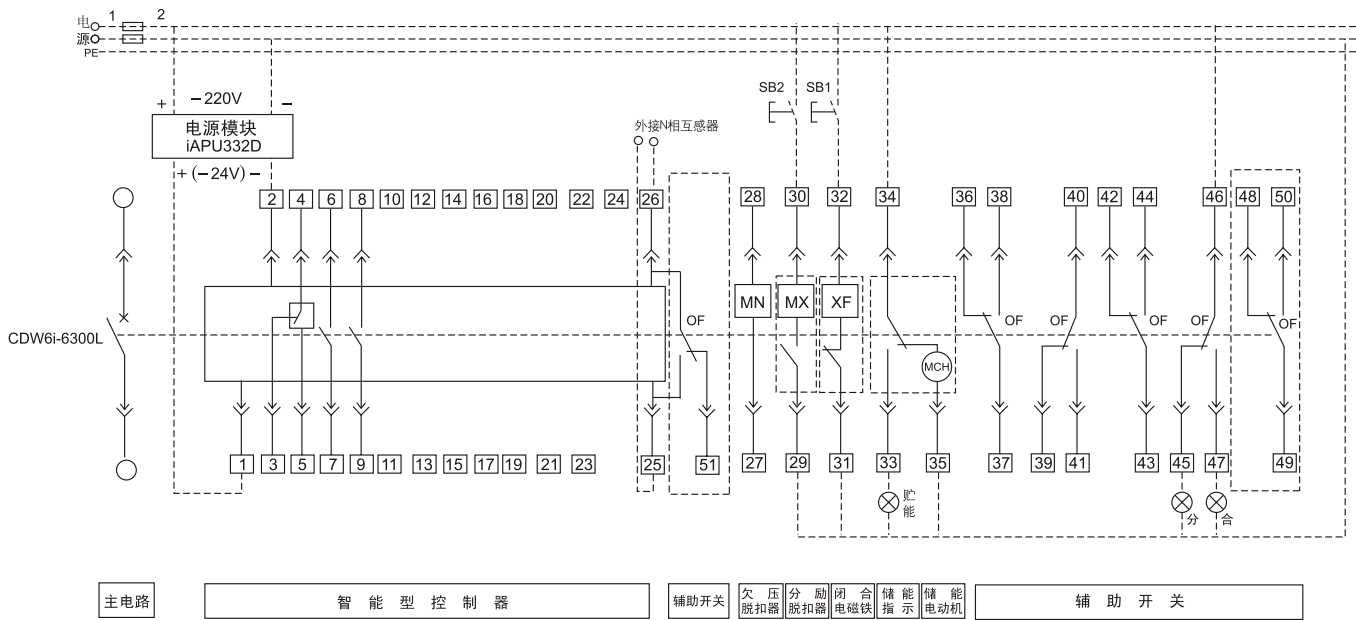 电 1 2
源
PE
+ －220V －
电源模块
iAPU332D
+ (－24V) －
SB2 SB1
外接N相互感器
2 4 6 8 10 12 14 16 18 20 22 24 26 28 30 32 34 36 38 40 42 44 46 48 50
MN MX XF
OF OF OF OF OF OF
CDW6i-6300L
MCH
1 3 5 7 9 11 13 15 17 19 21 23 25 51 27 29 31 33 35 37 39 41 43 45 47 49
贮
能
分 合
主电路 智能型控制器 辅助开关 欠压 分励 闭合 储能 储能 辅助开关
脱扣器 脱扣器 电磁铁 指示 电动机